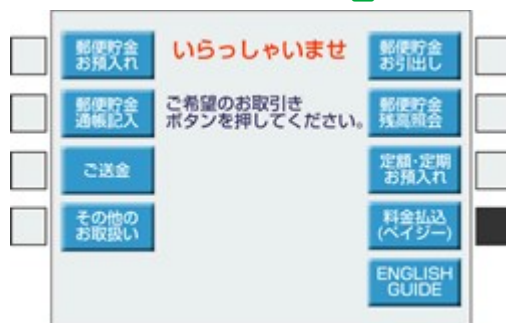 いらっしゃいませ
ご希望のお取引き
ボタンを押してください。
郵便貯金
お預入れ
郵便貯金
通帳記入
ご送金
その他の
お取扱い
郵便貯金
お引出し
郵便貯金
残高照会
定額・定期
お預入れ
料金払込
(ペイジー)
ENGLISH
GUIDE